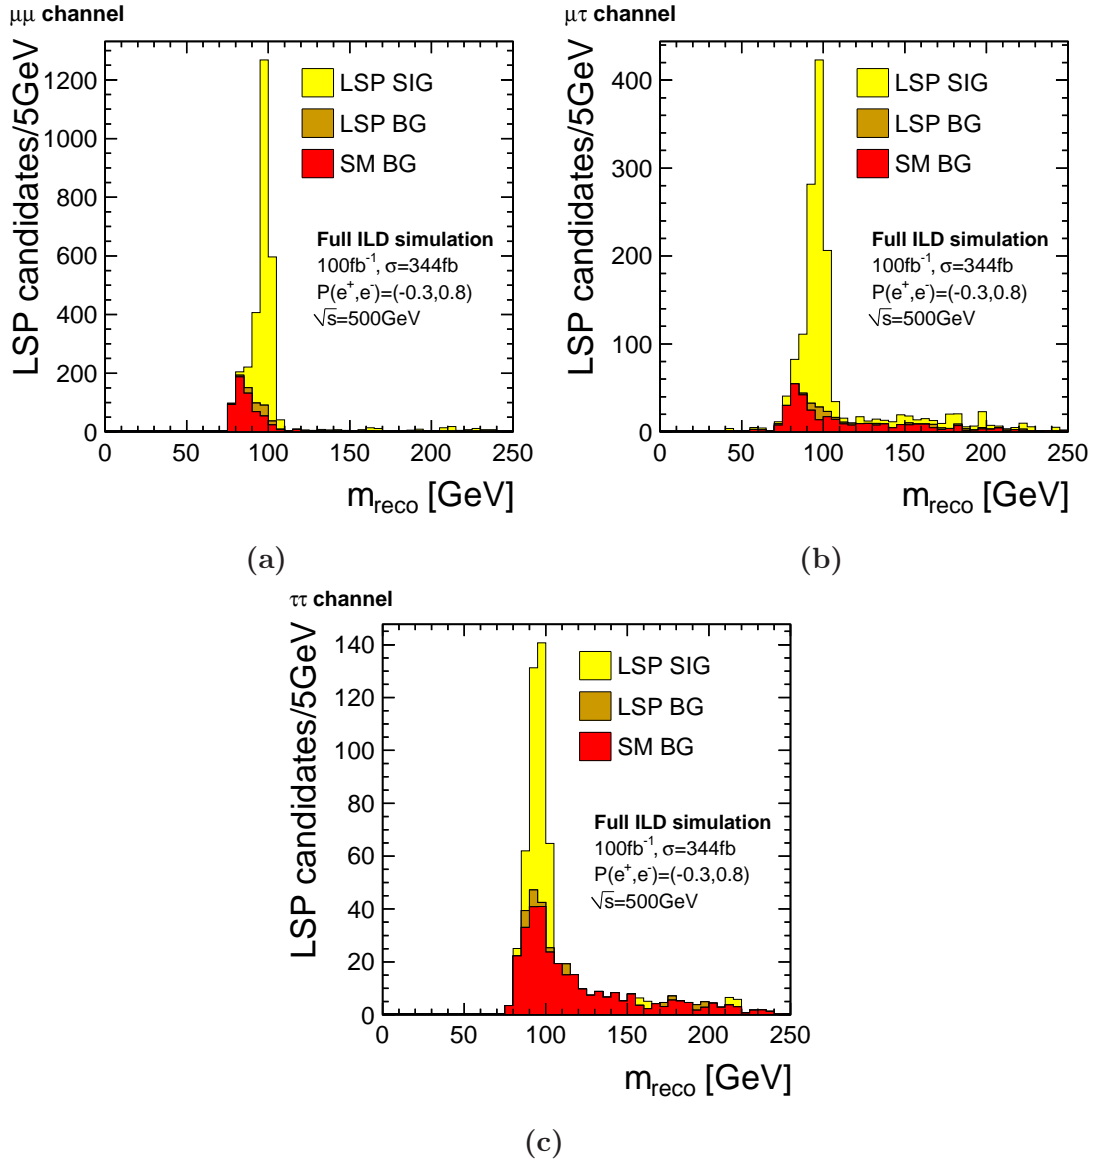 μμ channel
LSP candidates/5GeV
1200
1000
800
600
400
200
0
0 50 100 150 200 250
m_reco [GeV]
LSP SIG
LSP BG
SM BG
Full ILD simulation
100fb⁻¹, σ=344fb
P(e⁺,e⁻)=(-0.3,0.8)
√s=500GeV
(a)
μτ channel
LSP candidates/5GeV
400
300
200
100
0
0 50 100 150 200 250
m_reco [GeV]
LSP SIG
LSP BG
SM BG
Full ILD simulation
100fb⁻¹, σ=344fb
P(e⁺,e⁻)=(-0.3,0.8)
√s=500GeV
(b)
ττ channel
LSP candidates/5GeV
140
120
100
80
60
40
20
0
0 50 100 150 200 250
m_reco [GeV]
LSP SIG
LSP BG
SM BG
Full ILD simulation
100fb⁻¹, σ=344fb
P(e⁺,e⁻)=(-0.3,0.8)
√s=500GeV
(c)